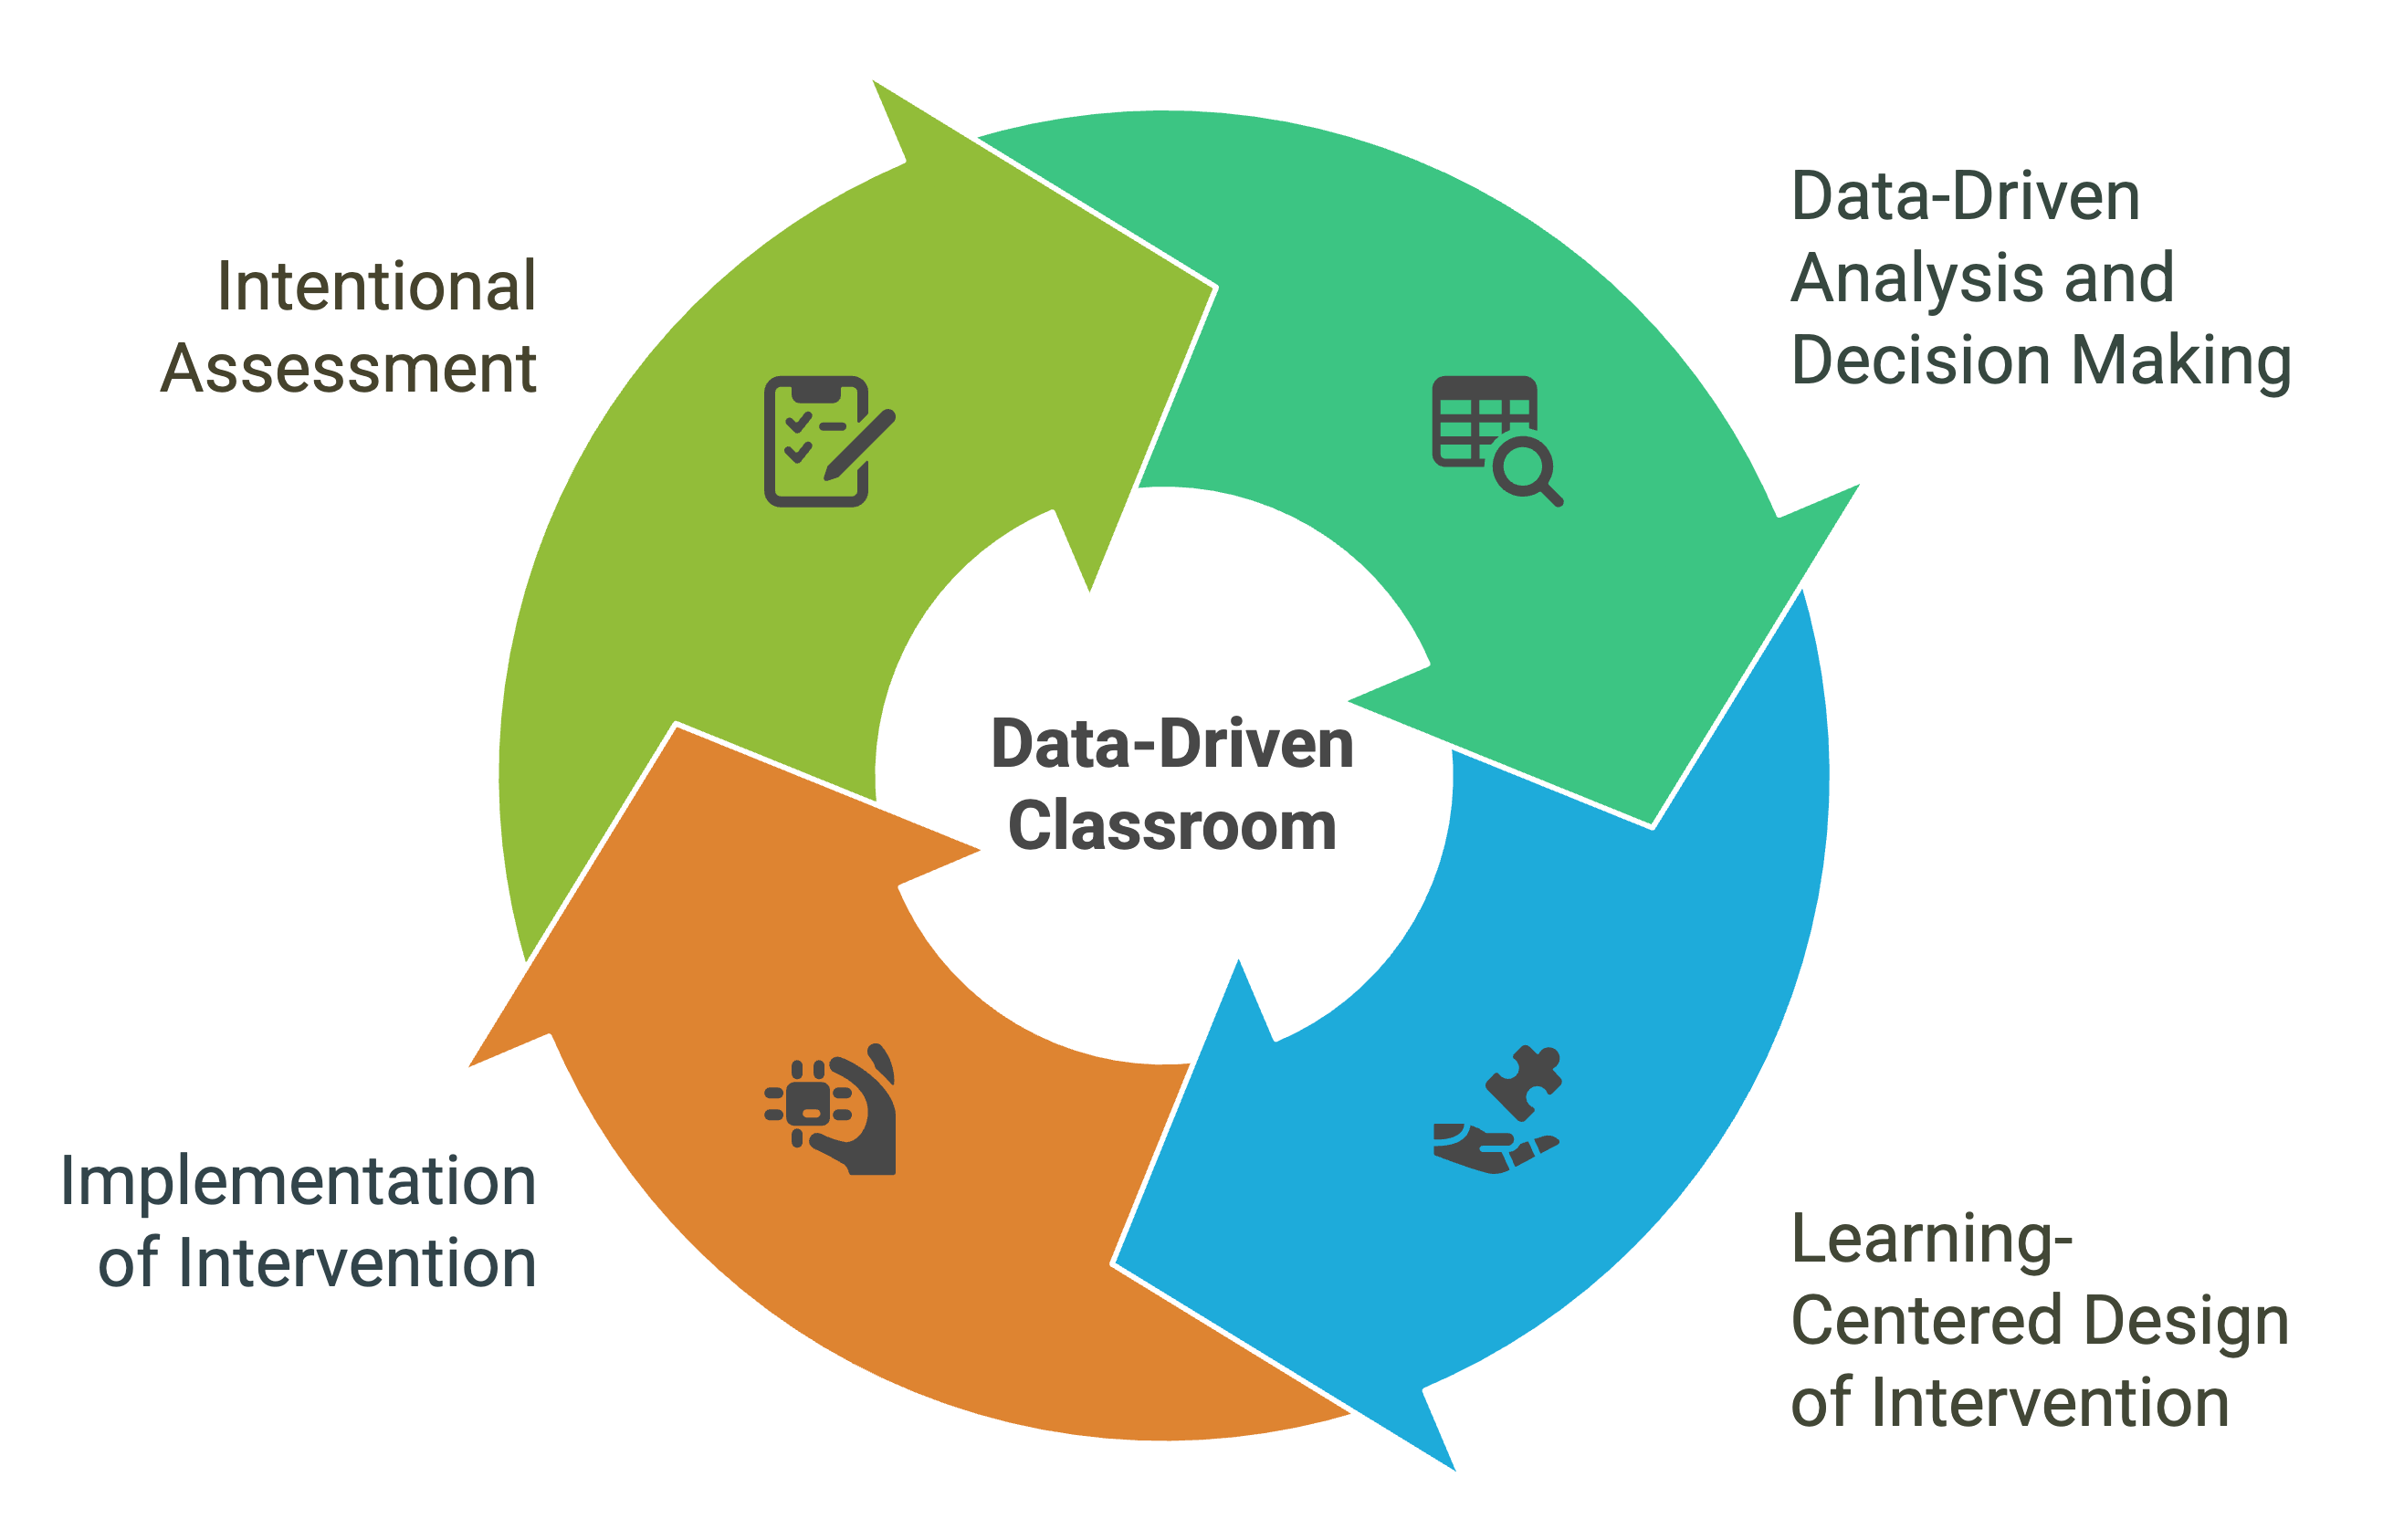 Intentional
Assessment
Data-Driven
Analysis and
Decision Making
Data-Driven
Classroom
Implementation
of Intervention
Learning-
Centered Design
of Intervention